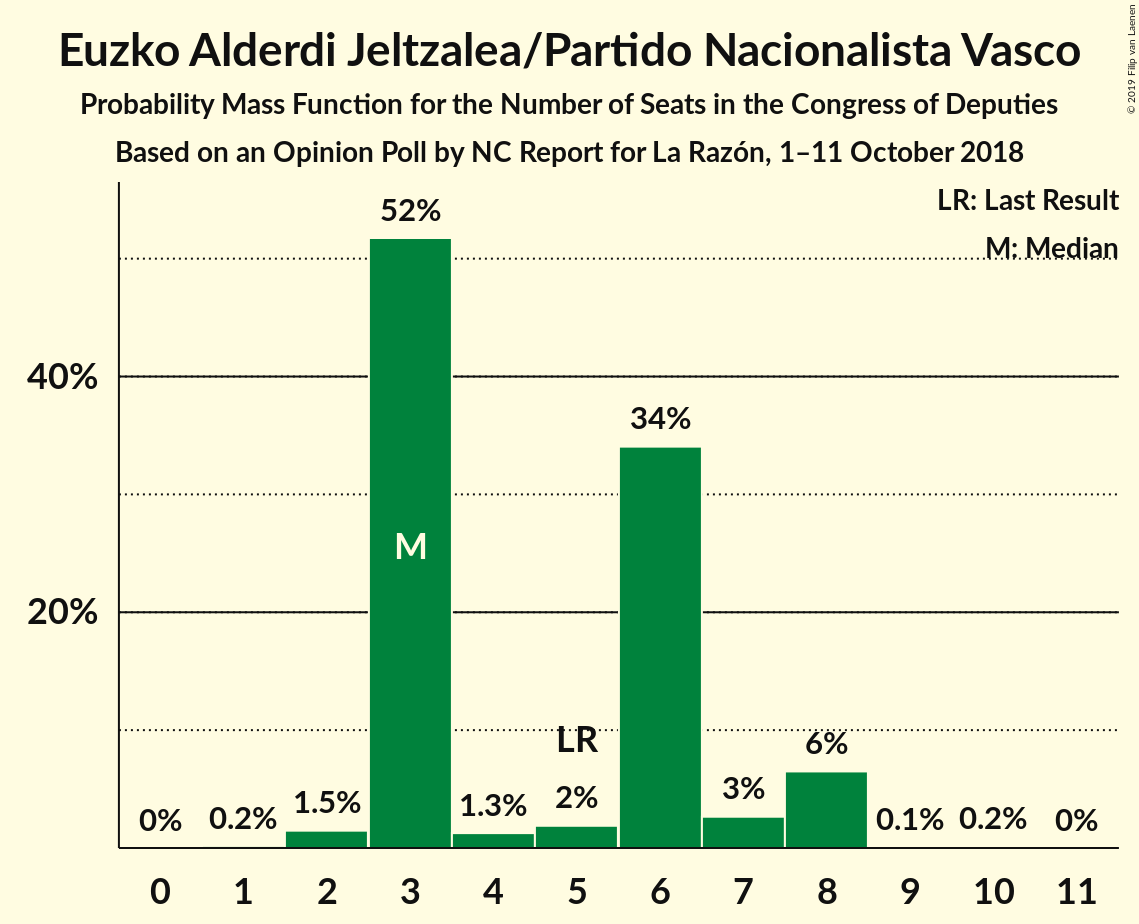 Euzko Alderdi Jeltzalea/Partido Nacionalista Vasco
Probability Mass Function for the Number of Seats in the Congress of Deputies
Based on an Opinion Poll by NC Report for La Razón, 1–11 October 2018
© 2019 Filip van Laenen
LR: Last Result
M: Median
52%
40%
34%
M
20%
LR
6%
3%
2%
1.5%
1.3%
0%
0.2%
0.1%
0.2%
0%
0 1 2 3 4 5 6 7 8 9 10 11